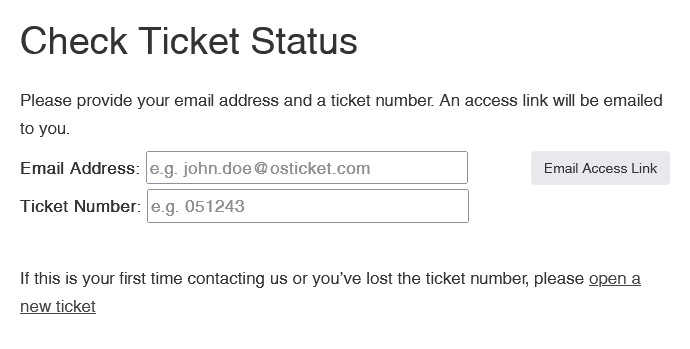 Check Ticket Status
Please provide your email address and a ticket number. An access link will be emailed
to you.
Email Address: e.g. john.doe@osticket.com Email Access Link
Ticket Number: e.g. 051243
If this is your first time contacting us or you’ve lost the ticket number, please open a
new ticket